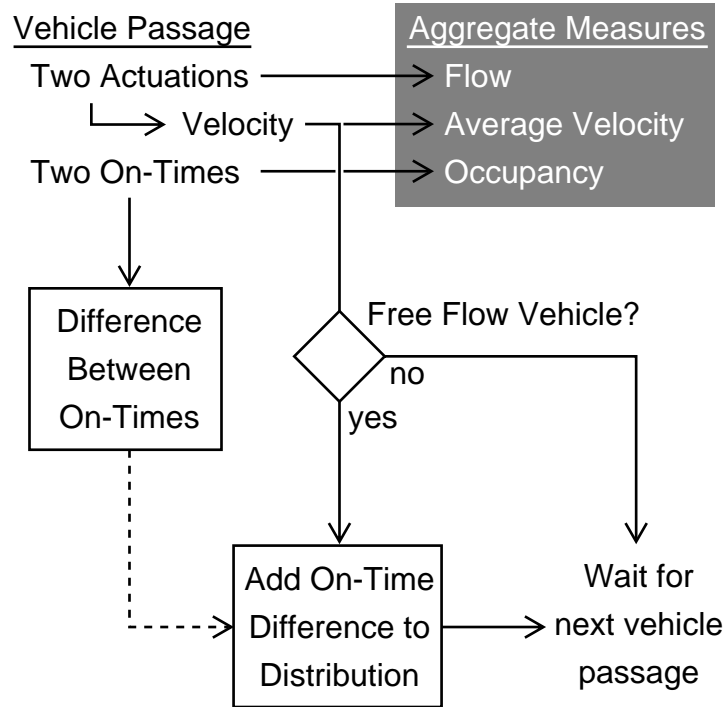 Vehicle Passage
Aggregate Measures
Two Actuations
Flow
Velocity
Average Velocity
Two On-Times
Occupancy
Difference
Between
On-Times
Free Flow Vehicle?
no
yes
Add On-Time
Difference to
Distribution
Wait for
next vehicle
passage